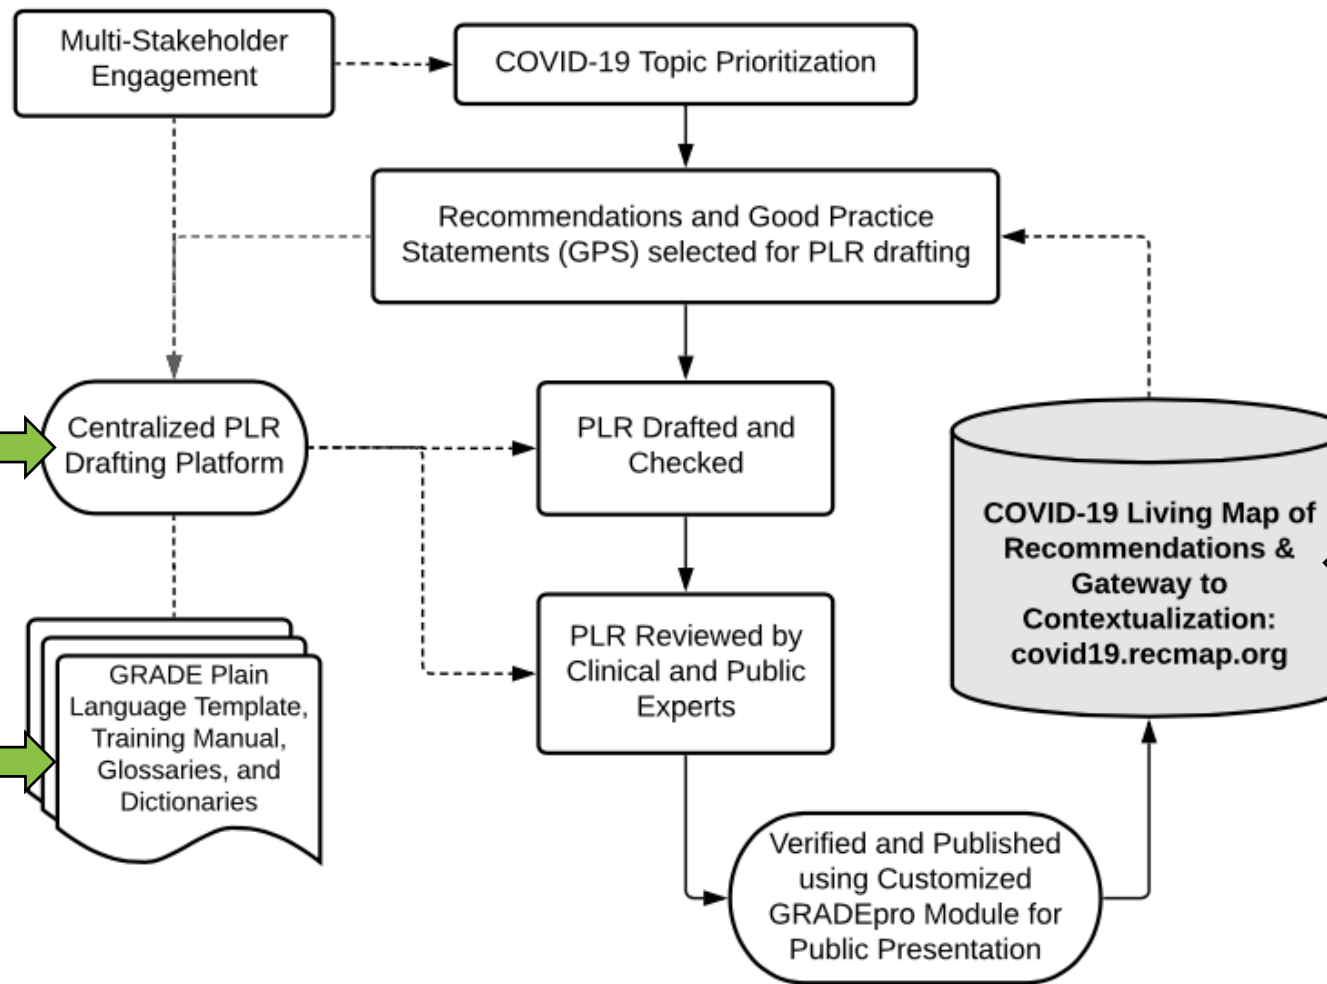 Multi-Stakeholder
Engagement
COVID-19 Topic Prioritization
Recommendations and Good Practice
Statements (GPS) selected for PLR drafting
Centralized PLR
Drafting Platform
PLR Drafted and
Checked
COVID-19 Living Map of
Recommendations &
Gateway to
Contextualization:
covid19.recmap.org
GRADE Plain
Language Template,
Training Manual,
Glossaries, and
Dictionaries
PLR Reviewed by
Clinical and Public
Experts
Verified and Published
using Customized
GRADEpro Module for
Public Presentation